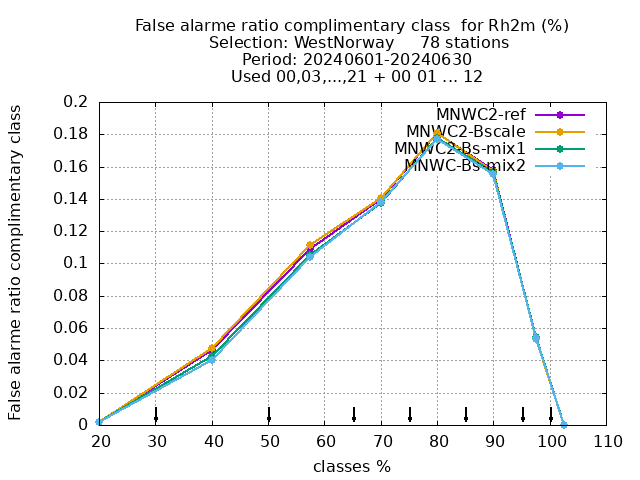 False alarme ratio complimentary class  for Rh2m (%)
Selection: WestNorway     78 stations
Period: 20240601-20240630
Used 00,03,...,21 + 00 01 ... 12
False alarme ratio complimentary class
0.2
0.18
0.16
0.14
0.12
0.1
0.08
0.06
0.04
0.02
0
MNWC2-ref
MNWC2-Bscale
MNWC2-Bs-mix1
MNWC-Bs-mix2
20 30 40 50 60 70 80 90 100 110
classes %